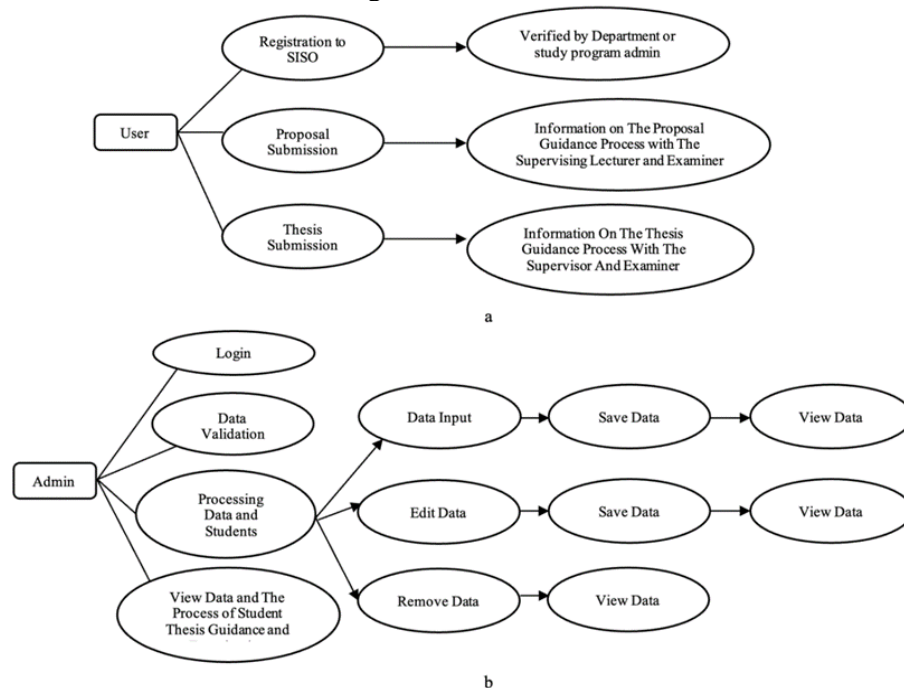 Registration to
SISO
Verified by Department or
study program admin
User
Proposal
Submission
Information on The Proposal
Guidance Process with The
Supervising Lecturer and Examiner
Thesis
Submission
Information On The Thesis
Guidance Process With The
Supervisor And Examiner
a
Login
Data
Validation
Admin
Processing
Data and
Students
Data Input
Save Data
View Data
Edit Data
Save Data
View Data
Remove Data
View Data
View Data and The
Process of Student
Thesis Guidance and
b